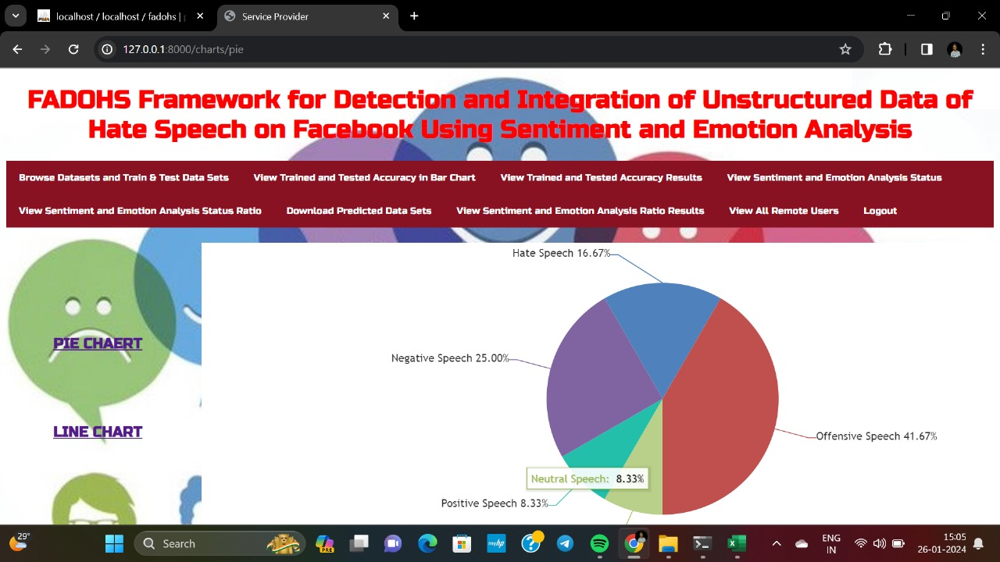 localhost / localhost / fadohs |
Service Provider
127.0.0.1:8000/charts/pie
FADOHS Framework for Detection and Integration of Unstructured Data of
Hate Speech on Facebook Using Sentiment and Emotion Analysis
Browse Datasets and Train & Test Data Sets View Trained and Tested Accuracy in Bar Chart View Trained and Tested Accuracy Results View Sentiment and Emotion Analysis Status
View Sentiment and Emotion Analysis Status Ratio Download Predicted Data Sets View Sentiment and Emotion Analysis Ratio Results View All Remote Users Logout
Hate Speech 16.67%
PIE CHAERT
Negative Speech 25.00%
LINE CHART
Offensive Speech 41.67%
Neutral Speech: 8.33%
Positive Speech 8.33%
29°
Search
PRE
myhp
ENG
IN
15:05
26-01-2024